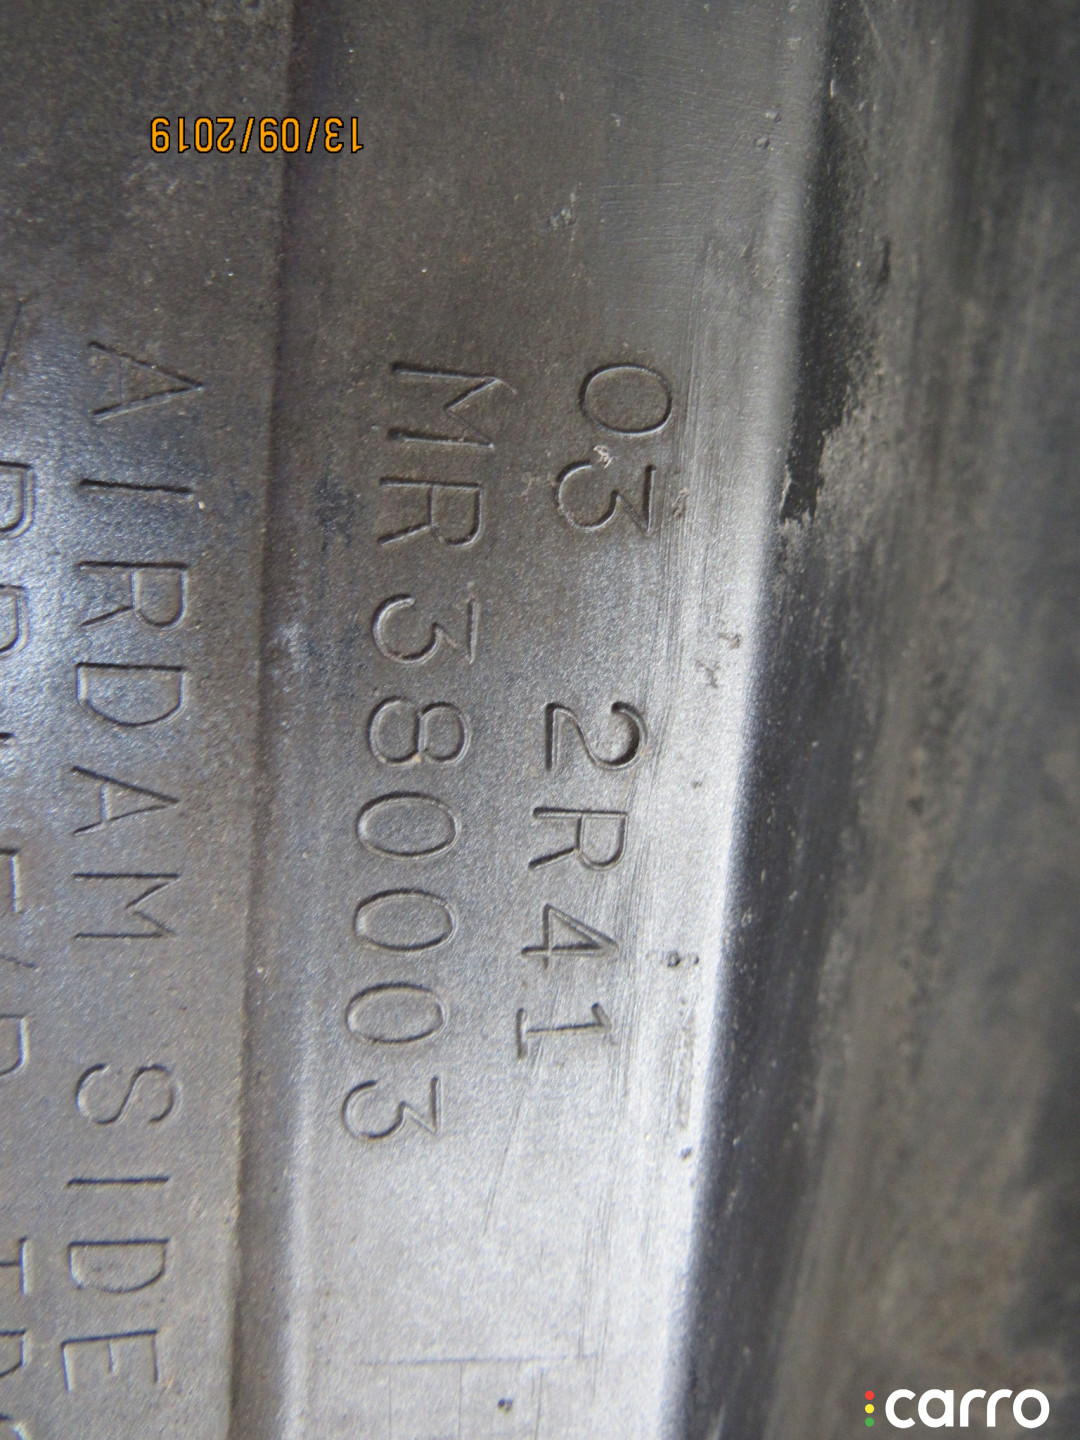 13/09/2019
03 2R41
MR380003
AIRDAM SIDE
carro